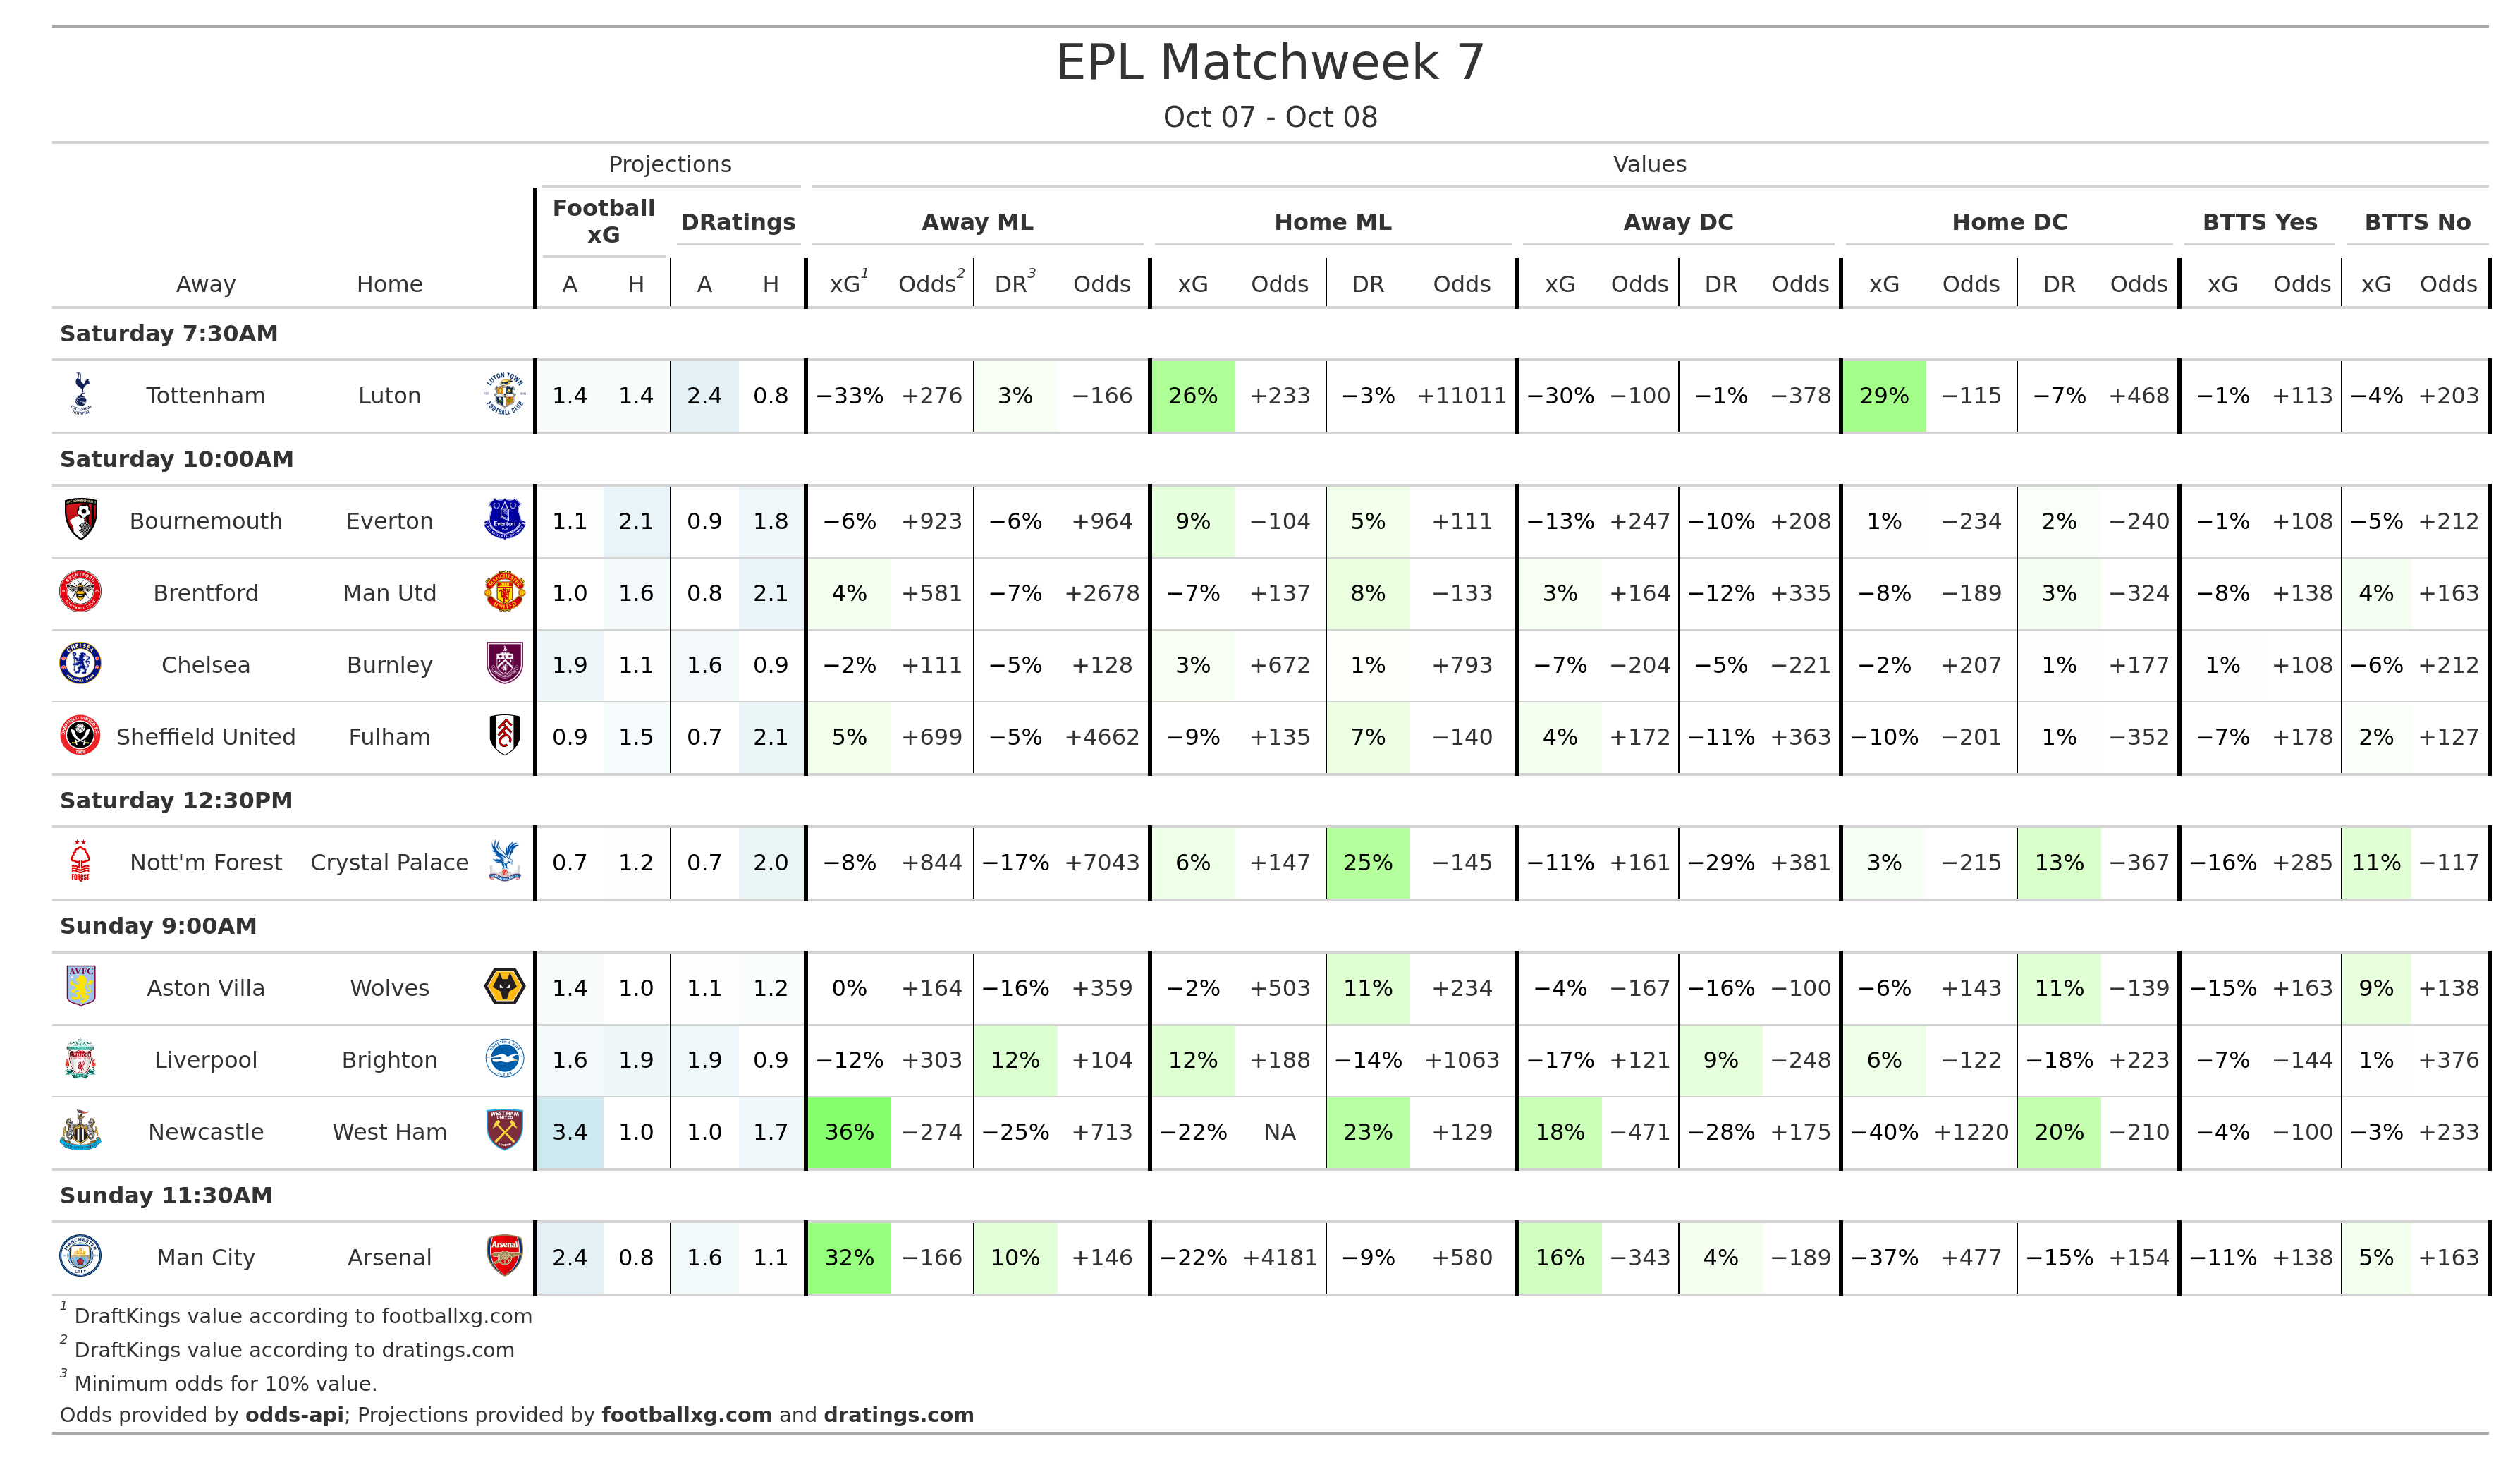 EPL Matchweek 7
Oct 07 - Oct 08
Projections Values
Football xG DRatings Away ML Home ML Away DC Home DC BTTS Yes BTTS No
Away Home A H A H xG1 Odds2 DR3 Odds xG Odds DR Odds xG Odds DR Odds xG Odds DR Odds xG Odds xG Odds
Saturday 7:30AM
Tottenham Luton 1.4 1.4 2.4 0.8 −33% +276 3% −166 26% +233 −3% +11011 −30% −100 −1% −378 29% −115 −7% +468 −1% +113 −4% +203
Saturday 10:00AM
Bournemouth Everton 1.1 2.1 0.9 1.8 −6% +923 −6% +964 9% −104 5% +111 −13% +247 −10% +208 1% −234 2% −240 −1% +108 −5% +212
Brentford Man Utd 1.0 1.6 0.8 2.1 4% +581 −7% +2678 −7% +137 8% −133 3% +164 −12% +335 −8% −189 3% −324 −8% +138 4% +163
Chelsea Burnley 1.9 1.1 1.6 0.9 −2% +111 −5% +128 3% +672 1% +793 −7% −204 −5% −221 −2% +207 1% +177 1% +108 −6% +212
Sheffield United Fulham 0.9 1.5 0.7 2.1 5% +699 −5% +4662 −9% +135 7% −140 4% +172 −11% +363 −10% −201 1% −352 −7% +178 2% +127
Saturday 12:30PM
Nott'm Forest Crystal Palace 0.7 1.2 0.7 2.0 −8% +844 −17% +7043 6% +147 25% −145 −11% +161 −29% +381 3% −215 13% −367 −16% +285 11% −117
Sunday 9:00AM
Aston Villa Wolves 1.4 1.0 1.1 1.2 0% +164 −16% +359 −2% +503 11% +234 −4% −167 −16% −100 −6% +143 11% −139 −15% +163 9% +138
Liverpool Brighton 1.6 1.9 1.9 0.9 −12% +303 12% +104 12% +188 −14% +1063 −17% +121 9% −248 6% −122 −18% +223 −7% −144 1% +376
Newcastle West Ham 3.4 1.0 1.0 1.7 36% −274 −25% +713 −22% NA 23% +129 18% −471 −28% +175 −40% +1220 20% −210 −4% −100 −3% +233
Sunday 11:30AM
Man City Arsenal 2.4 0.8 1.6 1.1 32% −166 10% +146 −22% +4181 −9% +580 16% −343 4% −189 −37% +477 −15% +154 −11% +138 5% +163
1 DraftKings value according to footballxg.com
2 DraftKings value according to dratings.com
3 Minimum odds for 10% value.
Odds provided by odds-api; Projections provided by footballxg.com and dratings.com